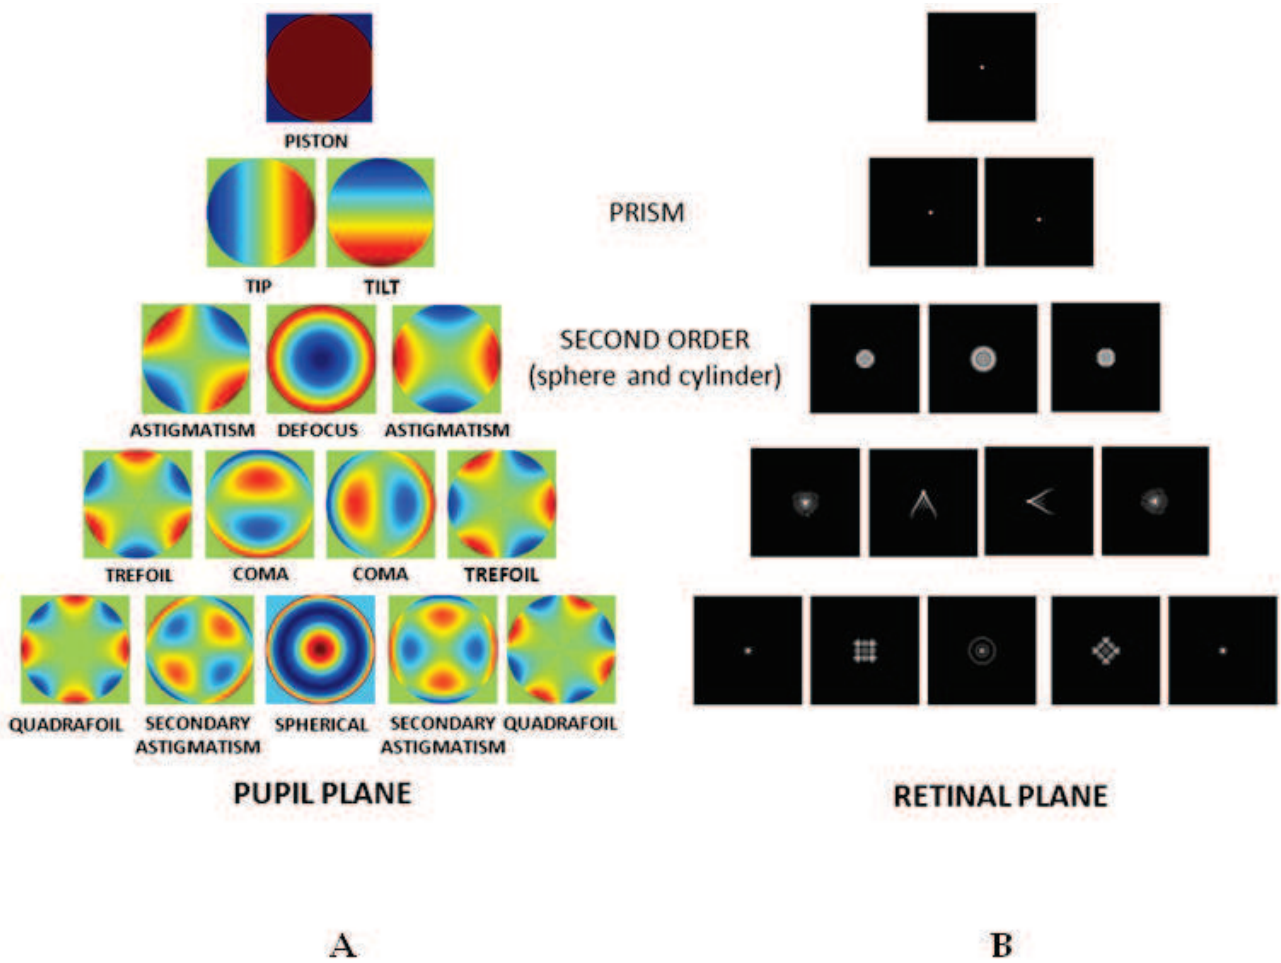 PISTON
PRISM
TIP TILT
SECOND ORDER
(sphere and cylinder)
ASTIGMATISM DEFOCUS ASTIGMATISM
TREFOIL COMA COMA TREFOIL
QUADRAFOIL SECONDARY ASTIGMATISM SPHERICAL SECONDARY ASTIGMATISM QUADRAFOIL
PUPIL PLANE
RETINAL PLANE
A
B